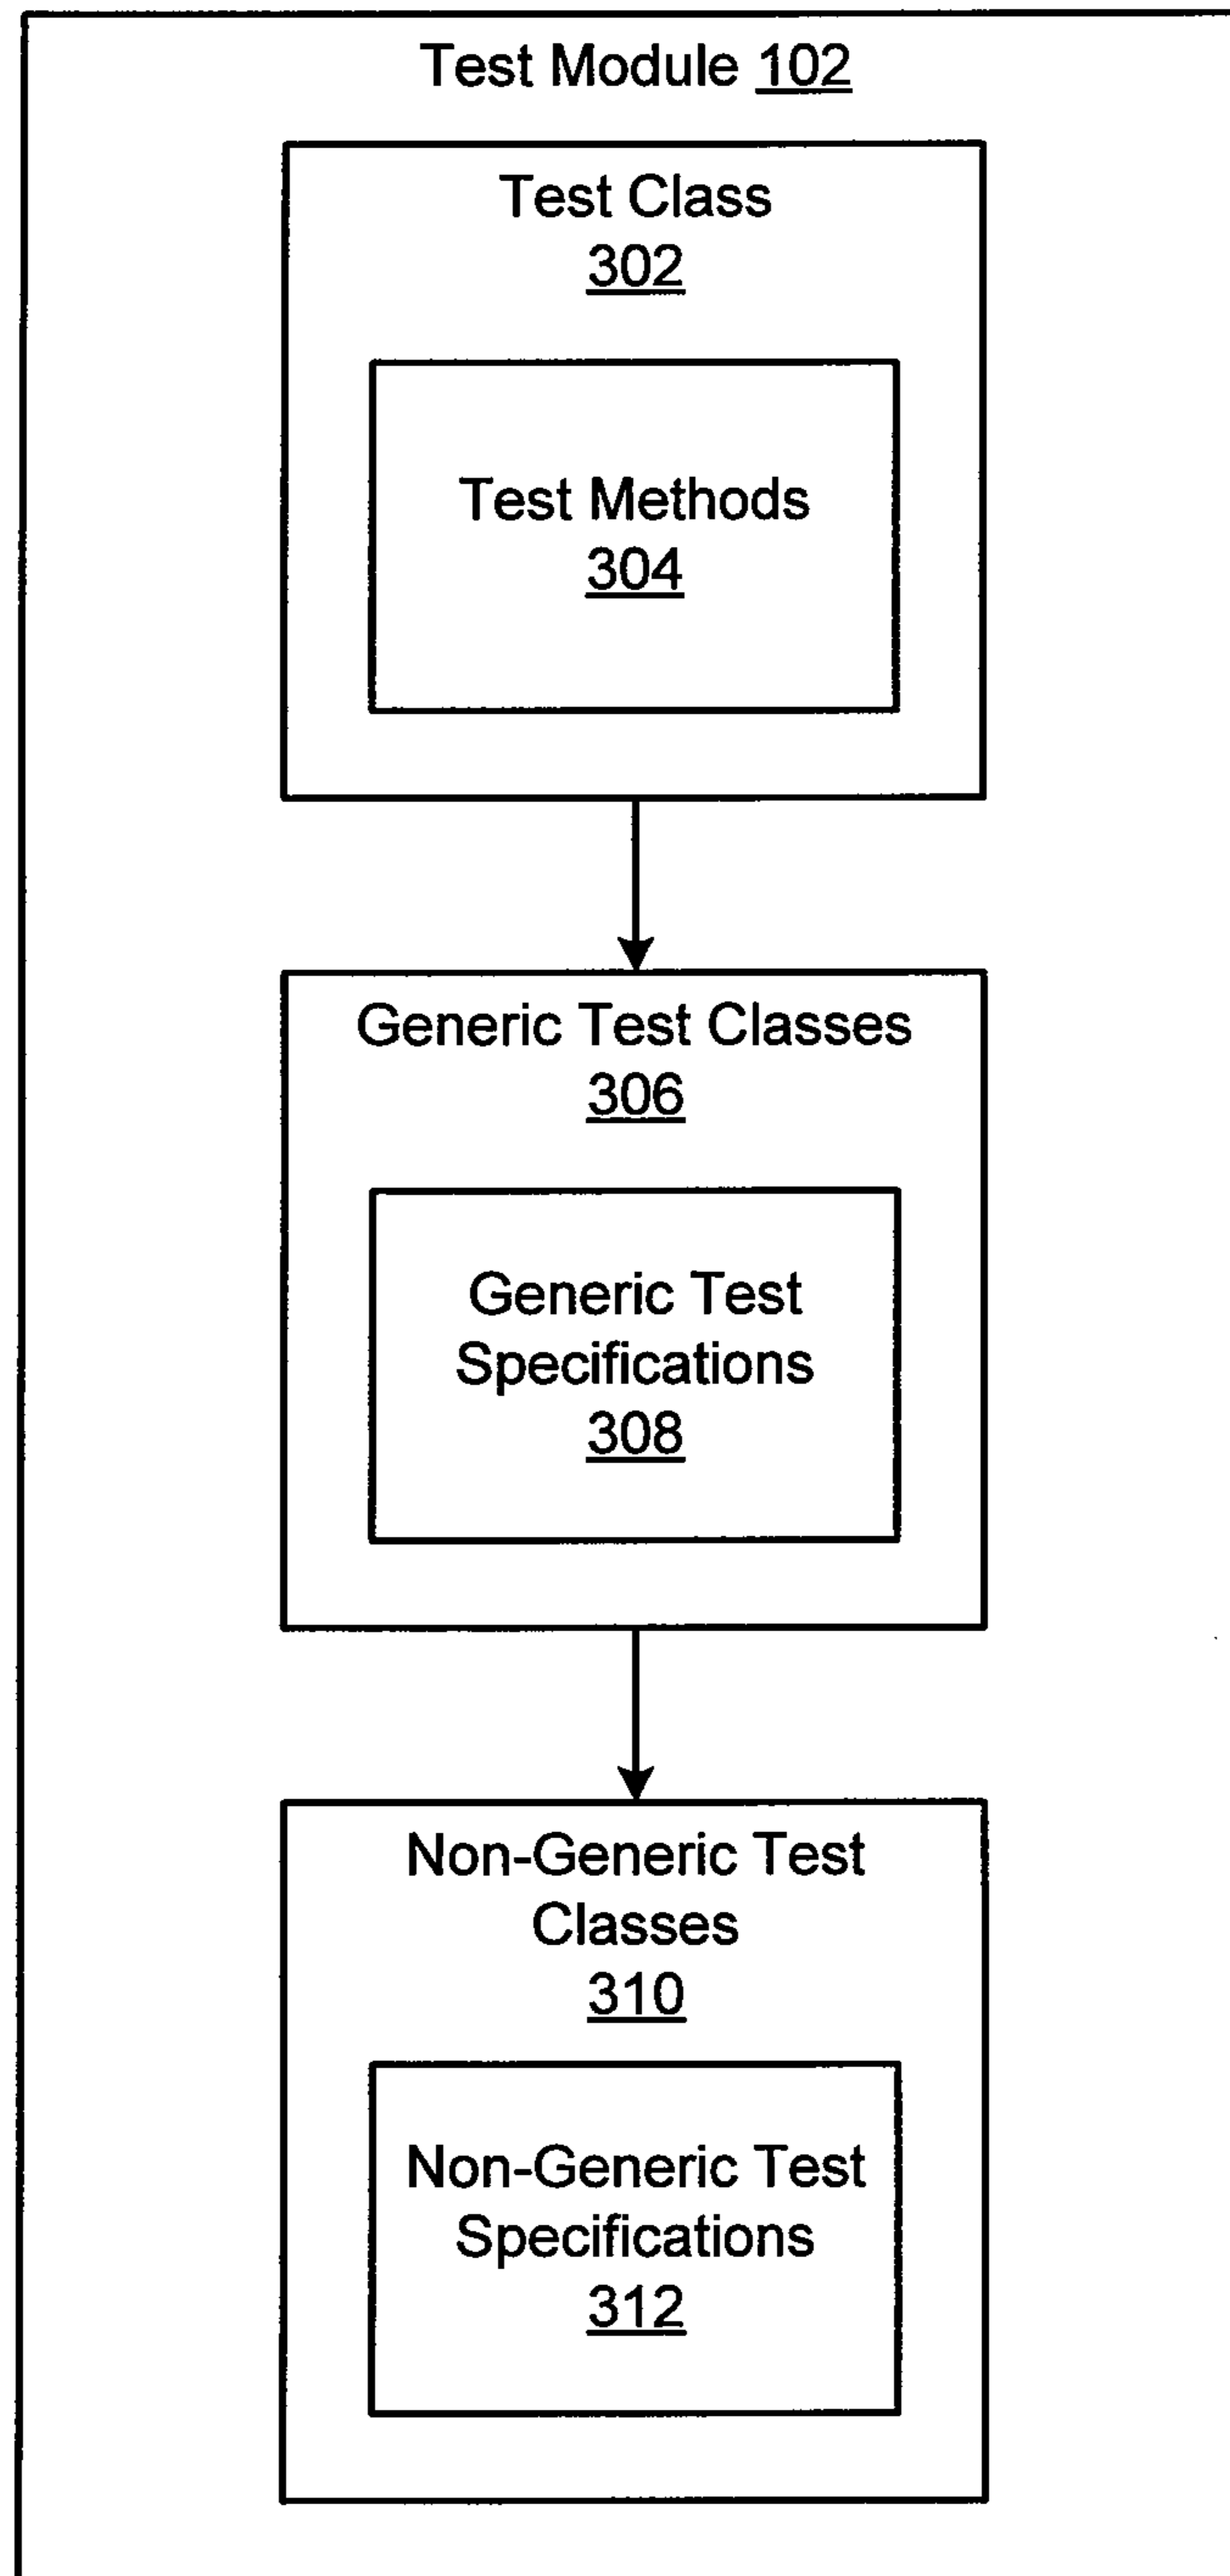 Test Module 102
Test Class
302
Test Methods
304
Generic Test Classes
306
Generic Test
Specifications
308
Non-Generic Test
Classes
310
Non-Generic Test
Specifications
312